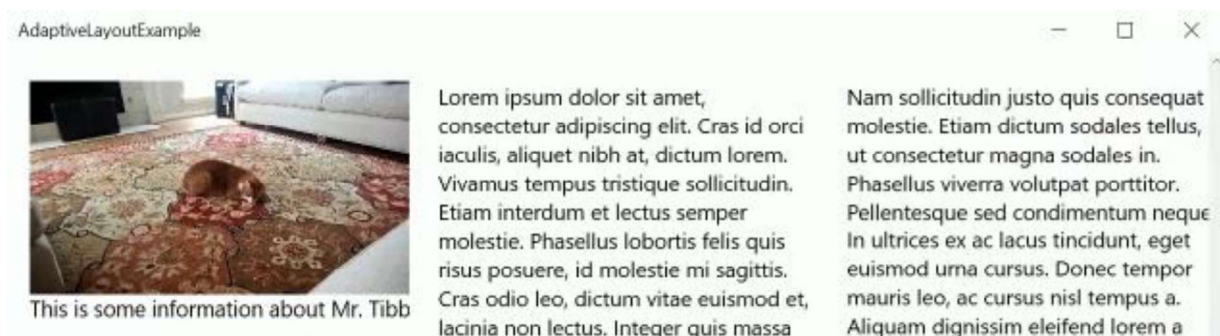 AdaptiveLayoutExample
This is some information about Mr. Tibb
Lorem ipsum dolor sit amet,
consectetur adipiscing elit. Cras id orci
iaculis, aliquet nibh at, dictum lorem.
Vivamus tempus tristique sollicitudin.
Etiam interdum et lectus semper
molestie. Phasellus lobortis felis quis
risus posuere, id molestie mi sagittis.
Cras odio leo, dictum vitae euismod et,
lacinia non lectus. Integer quis massa
Nam sollicitudin justo quis consequat
molestie. Etiam dictum sodales tellus,
ut consectetur magna sodales in.
Phasellus viverra volutpat porttitor.
Pellentesque sed condimentum neque
In ultrices ex ac lacus tincidunt, eget
euismod urna cursus. Donec tempor
mauris leo, ac cursus nisl tempus a.
Aliquam dignissim eleifend lorem a